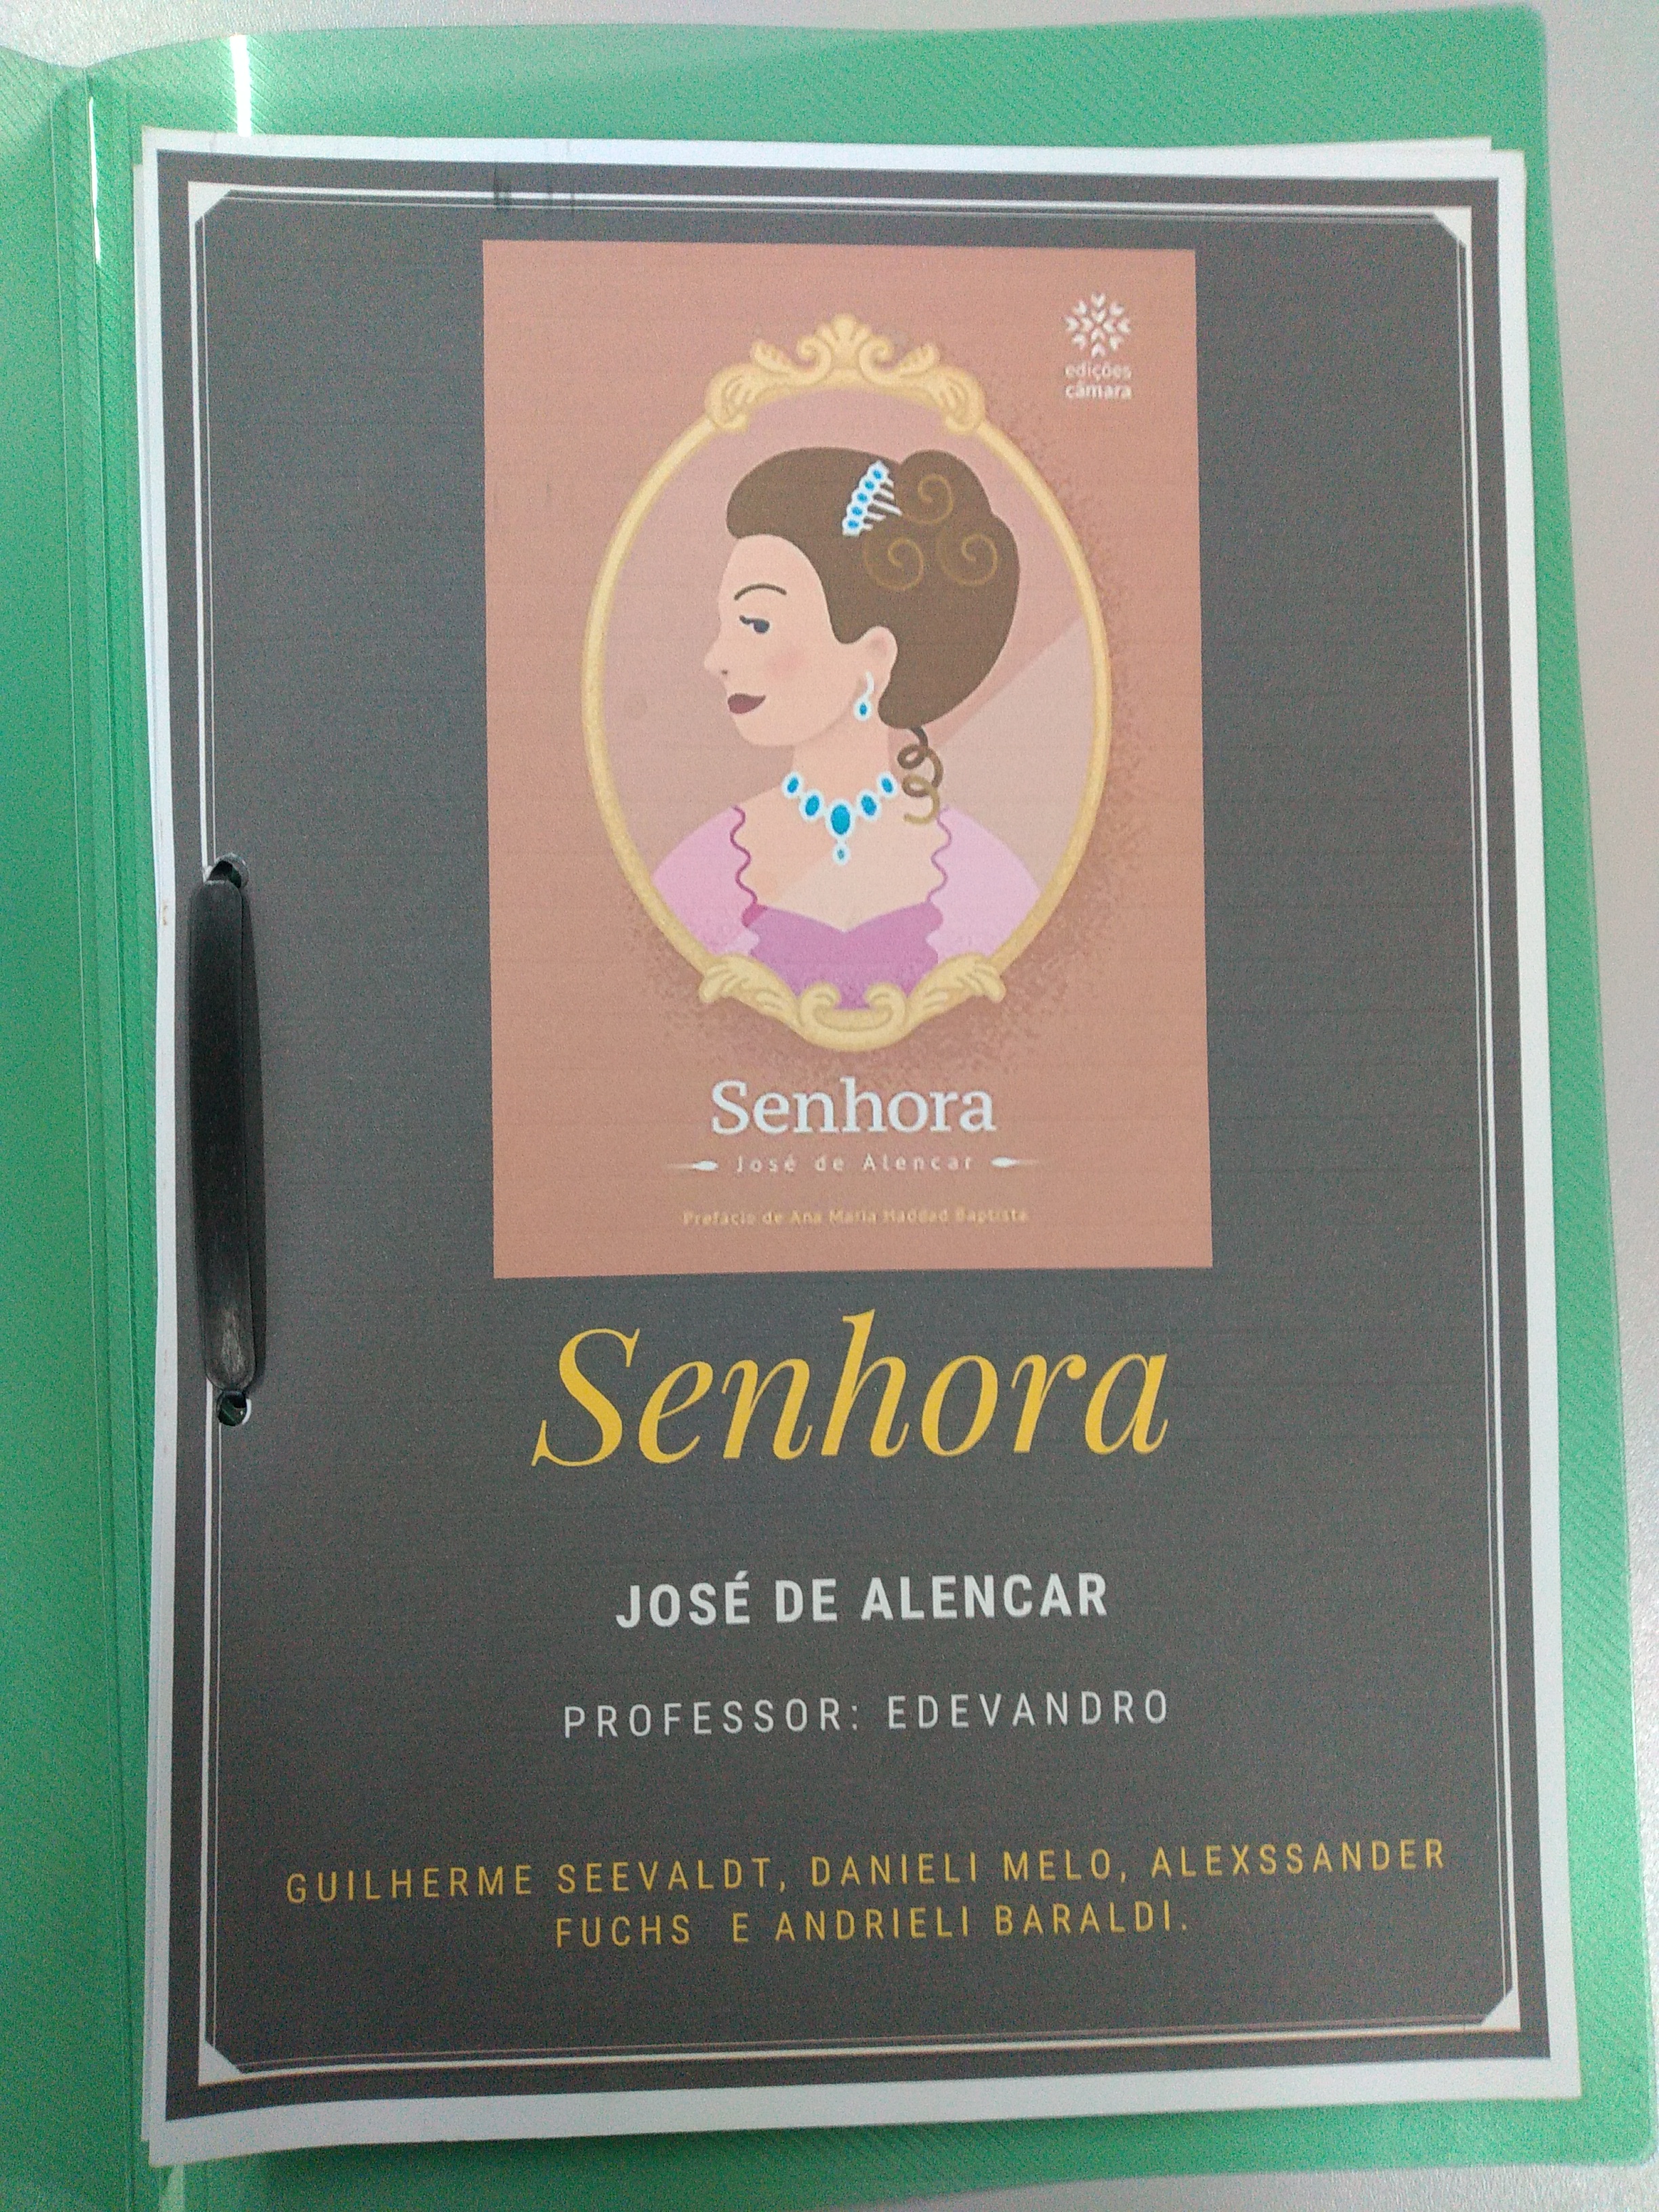 edições
câmara
Senhora
José de Alencar
Prefácio de Ana Maria Haddad Baptista
Senhora
JOSÉ DE ALENCAR
PROFESSOR: EDEVANDRO
GUILHERME SEEVALDT, DANIELI MELO, ALEXSSANDER
FUCHS E ANDRIELI BARALDI.